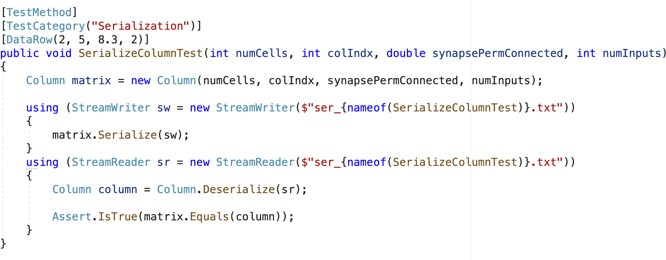 [TestMethod]
[TestCategory("Serialization")]
[DataRow(2, 5, 8.3, 2)]
public void SerializeColumnTest(int numCells, int colIndx, double synapsePermConnected, int numInputs)
{
    Column matrix = new Column(numCells, colIndx, synapsePermConnected, numInputs);

    using (StreamWriter sw = new StreamWriter($"ser_{nameof(SerializeColumnTest)}.txt"))
    {
        matrix.Serialize(sw);
    }
    using (StreamReader sr = new StreamReader($"ser_{nameof(SerializeColumnTest)}.txt"))
    {
        Column column = Column.Deserialize(sr);

        Assert.IsTrue(matrix.Equals(column));
    }
}